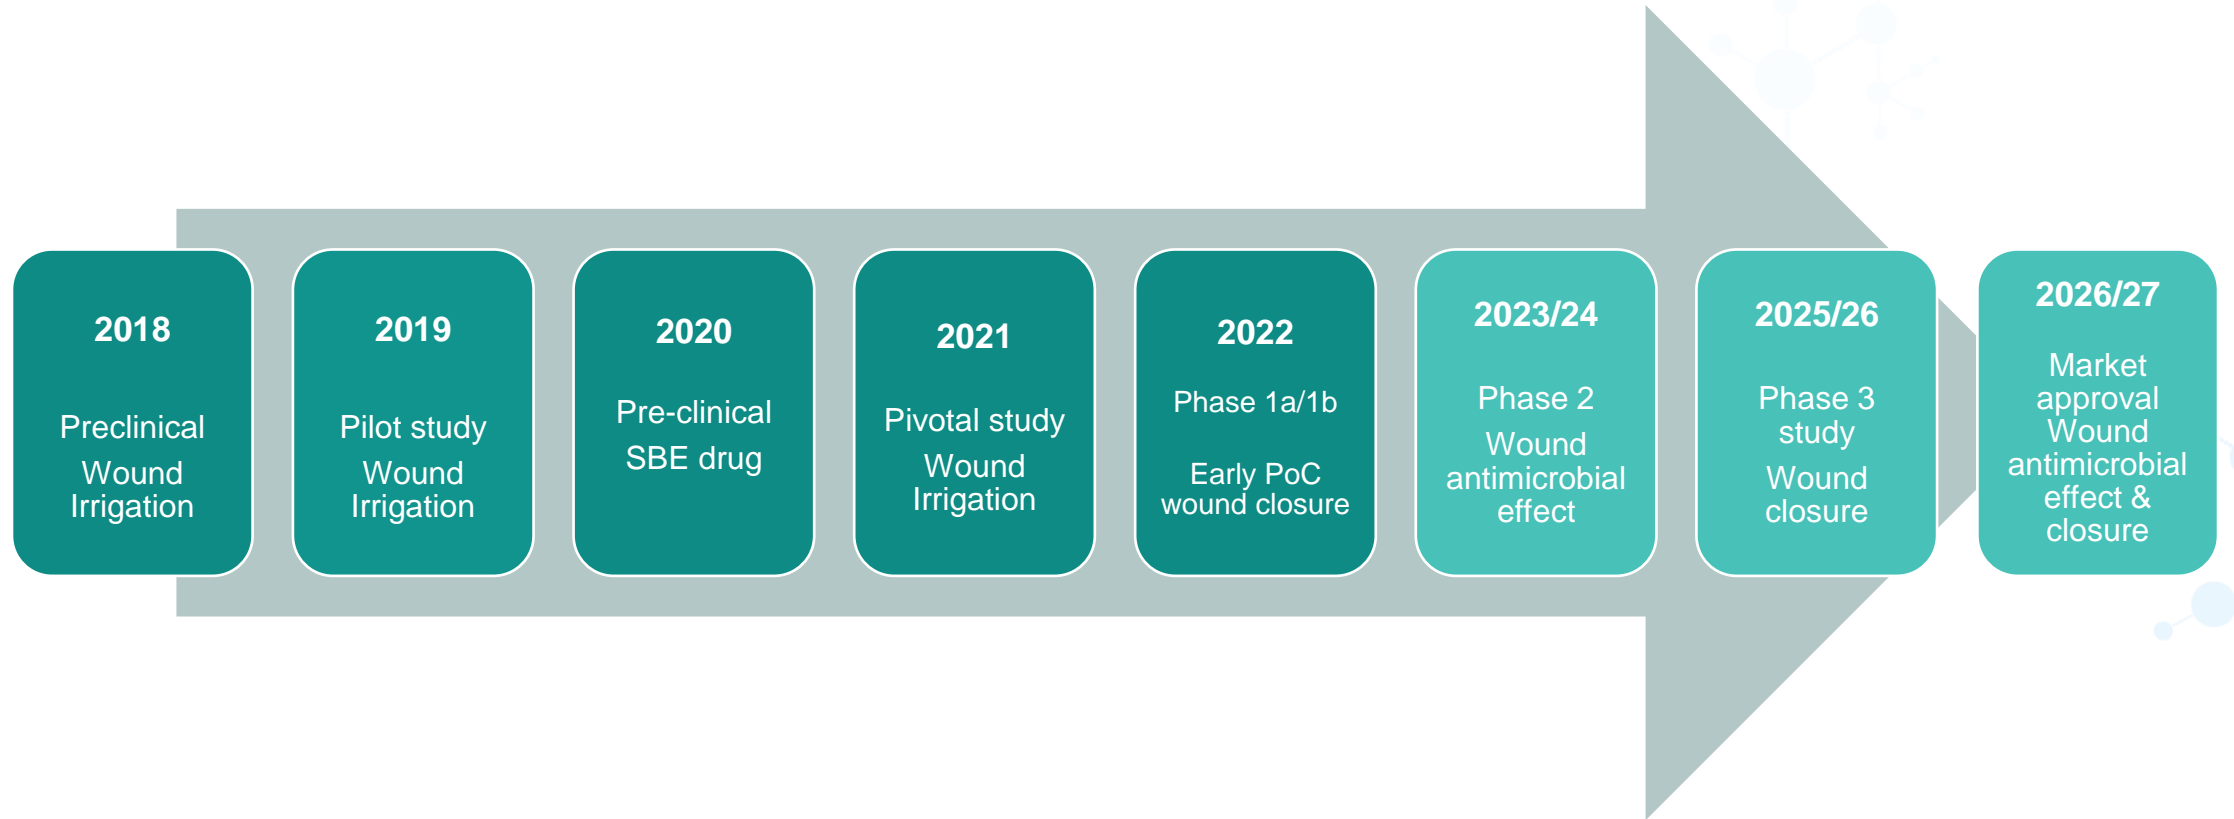 2018
Preclinical
Wound
Irrigation
2019
Pilot study
Wound
Irrigation
2020
Pre-clinical
SBE drug
2021
Pivotal study
Wound
Irrigation
2022
Phase 1a/1b
Early PoC
wound closure
2023/24
Phase 2
Wound
antimicrobial
effect
2025/26
Phase 3
study
Wound
closure
2026/27
Market
approval
Wound
antimicrobial
effect &
closure